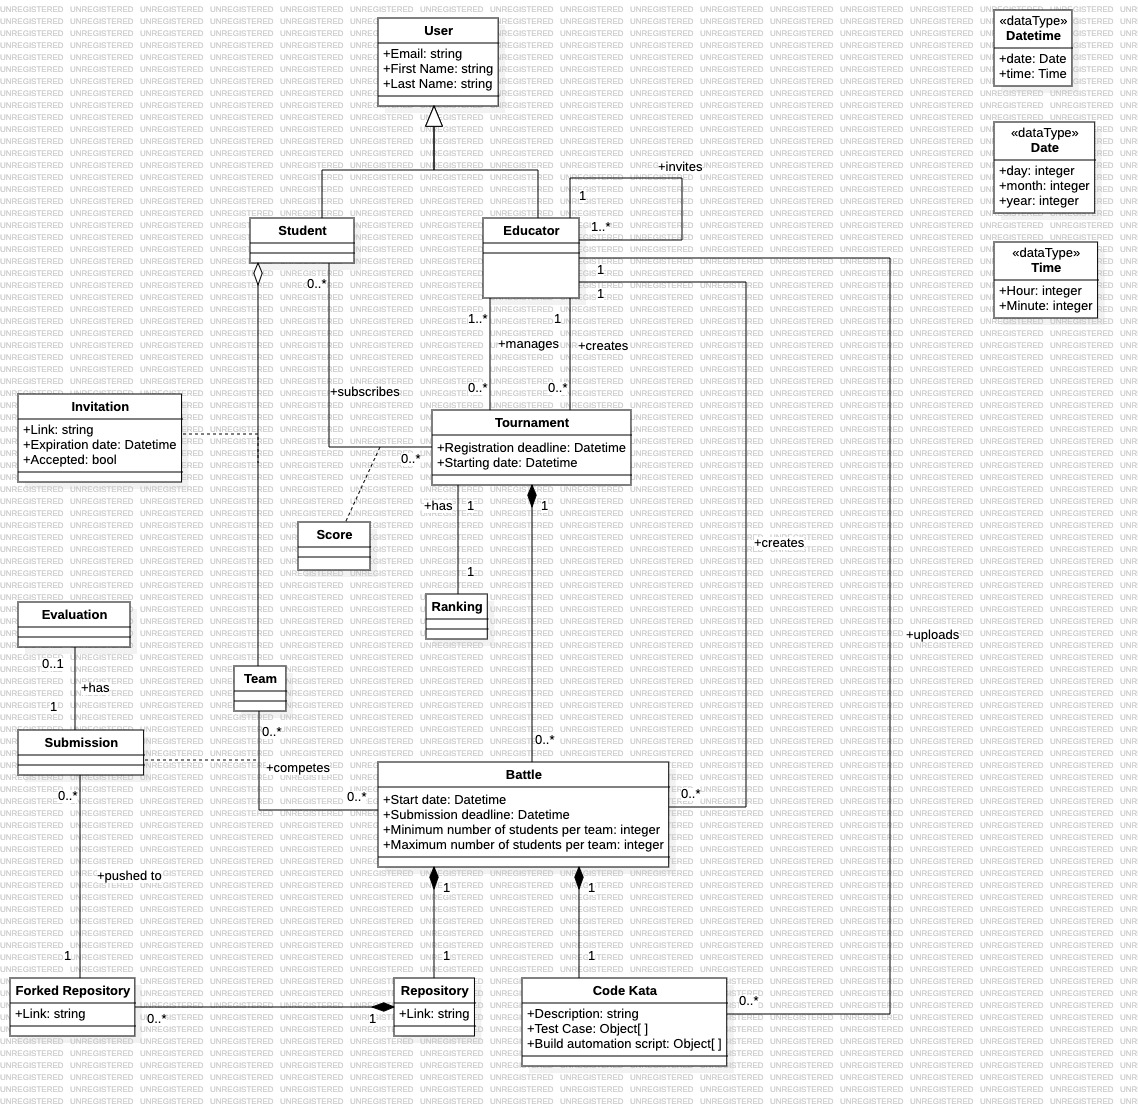 User
+Email: string
+First Name: string
+Last Name: string
«dataType»
Datetime
+date: Date
+time: Time
«dataType»
Date
+day: integer
+month: integer
+year: integer
«dataType»
Time
+Hour: integer
+Minute: integer
+invites
1
1..*
Student
Educator
0..*
1
1
1..*
1
+manages
+creates
0..*
0..*
+subscribes
Invitation
+Link: string
+Expiration date: Datetime
+Accepted: bool
Tournament
+Registration deadline: Datetime
+Starting date: Datetime
0..*
+has
1
1
Score
1
+creates
Ranking
Evaluation
+uploads
0..1
+has
1
Team
0..*
0..*
Submission
+competes
0..*
0..*
0..*
Battle
+Start date: Datetime
+Submission deadline: Datetime
+Minimum number of students per team: integer
+Maximum number of students per team: integer
+pushed to
1
1
1
1
1
Forked Repository
+Link: string
0..*
1
Repository
+Link: string
Code Kata
+Description: string
+Test Case: Object[ ]
+Build automation script: Object[ ]
0..*
UNREGISTERED